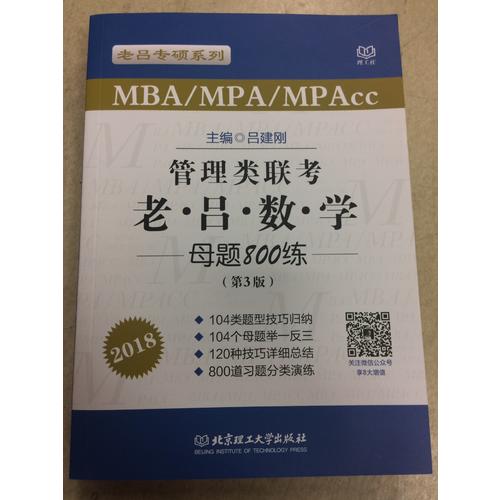 老吕专硕系列
理工社
MBA/MPA/MPAcc
主编◎吕建刚
管理类联考
老·吕·数·学
母题800练
（第3版）
2018
•104类题型技巧归纳
•104个母题举一反三
•120种技巧详细总结
•800道习题分类演练
关注微信公众号
享8大增值
北京理工大学出版社
BEIJING INSTITUTE OF TECHNOLOGY PRESS